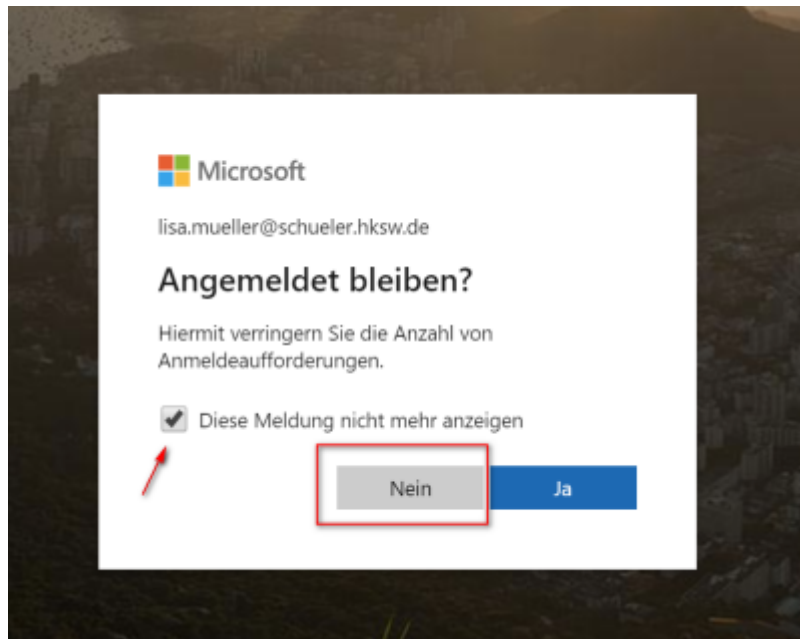 Microsoft
lisa.mueller@schueler.hksw.de
Angemeldet bleiben?
Hiermit verringern Sie die Anzahl von
Anmeldeaufforderungen.
Diese Meldung nicht mehr anzeigen
Nein
Ja